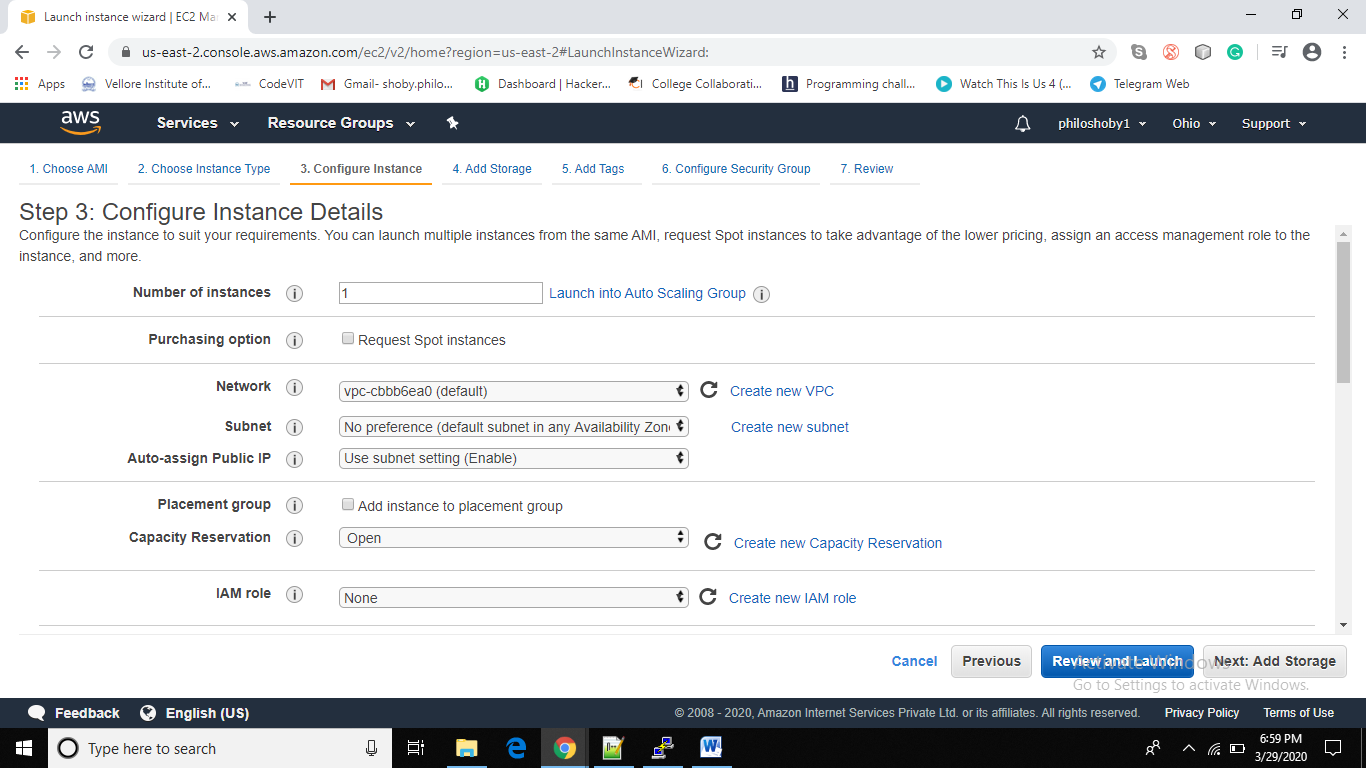 Launch instance wizard | EC2 Ma
us-east-2.console.aws.amazon.com/ec2/v2/home?region=us-east-2#LaunchInstanceWizard:
Apps Vellore Institute of... CodeVIT Gmail- shoby.philo... Dashboard | Hacker... College Collaborati... Programming chall... Watch This Is Us 4 (... Telegram Web
aws Services Resource Groups philoshoby1 Ohio Support
1. Choose AMI 2. Choose Instance Type 3. Configure Instance 4. Add Storage 5. Add Tags 6. Configure Security Group 7. Review
Step 3: Configure Instance Details
Configure the instance to suit your requirements. You can launch multiple instances from the same AMI, request Spot instances to take advantage of the lower pricing, assign an access management role to the
instance, and more.
Number of instances i 1 Launch into Auto Scaling Group i
Purchasing option i Request Spot instances
Network i vpc-cbbb6ea0 (default) Create new VPC
Subnet i No preference (default subnet in any Availability Zon Create new subnet
Auto-assign Public IP i Use subnet setting (Enable)
Placement group i Add instance to placement group
Capacity Reservation i Open Create new Capacity Reservation
IAM role i None Create new IAM role
Cancel Previous Review and Launch Next: Add Storage
Activate Windows
Go to Settings to activate Windows.
Feedback English (US) © 2008 - 2020, Amazon Internet Services Private Ltd. or its affiliates. All rights reserved. Privacy Policy Terms of Use
Type here to search 6:59 PM
3/29/2020